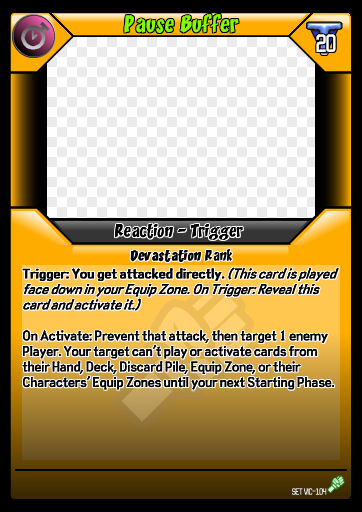 Pause Buffer
20
Reaction - Trigger
Devastation Rank
Trigger: You get attacked directly. (This card is played
face down in your Equip Zone. On Trigger: Reveal this
card and activate it.)
On Activate: Prevent that attack, then target 1 enemy
Player. Your target can't play or activate cards from
their Hand, Deck, Discard Pile, Equip Zone, or their
Characters' Equip Zones until your next Starting Phase.
SET VIC-104